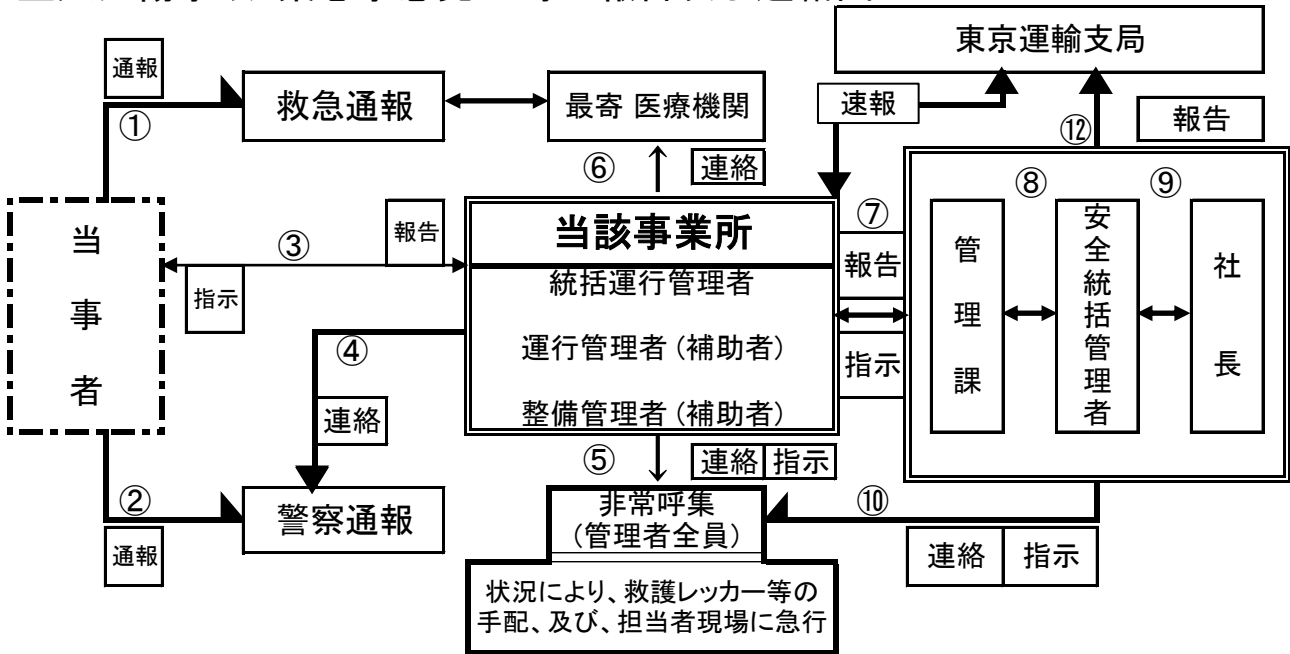 東京運輸支局
通報
救急通報
最寄 医療機関
速報
①
⑫
報告
⑥
連絡
⑧
⑨
当該事業所
⑦
当事者
③
報告
指示
統括運行管理者
報告
管理課
安全統括管理者
社長
④
運行管理者(補助者)
指示
連絡
整備管理者(補助者)
⑤
連絡 指示
②
警察通報
非常呼集
(管理者全員)
⑩
通報
連絡 指示
状況により、救護レッカー等の
手配、及び、担当者現場に急行